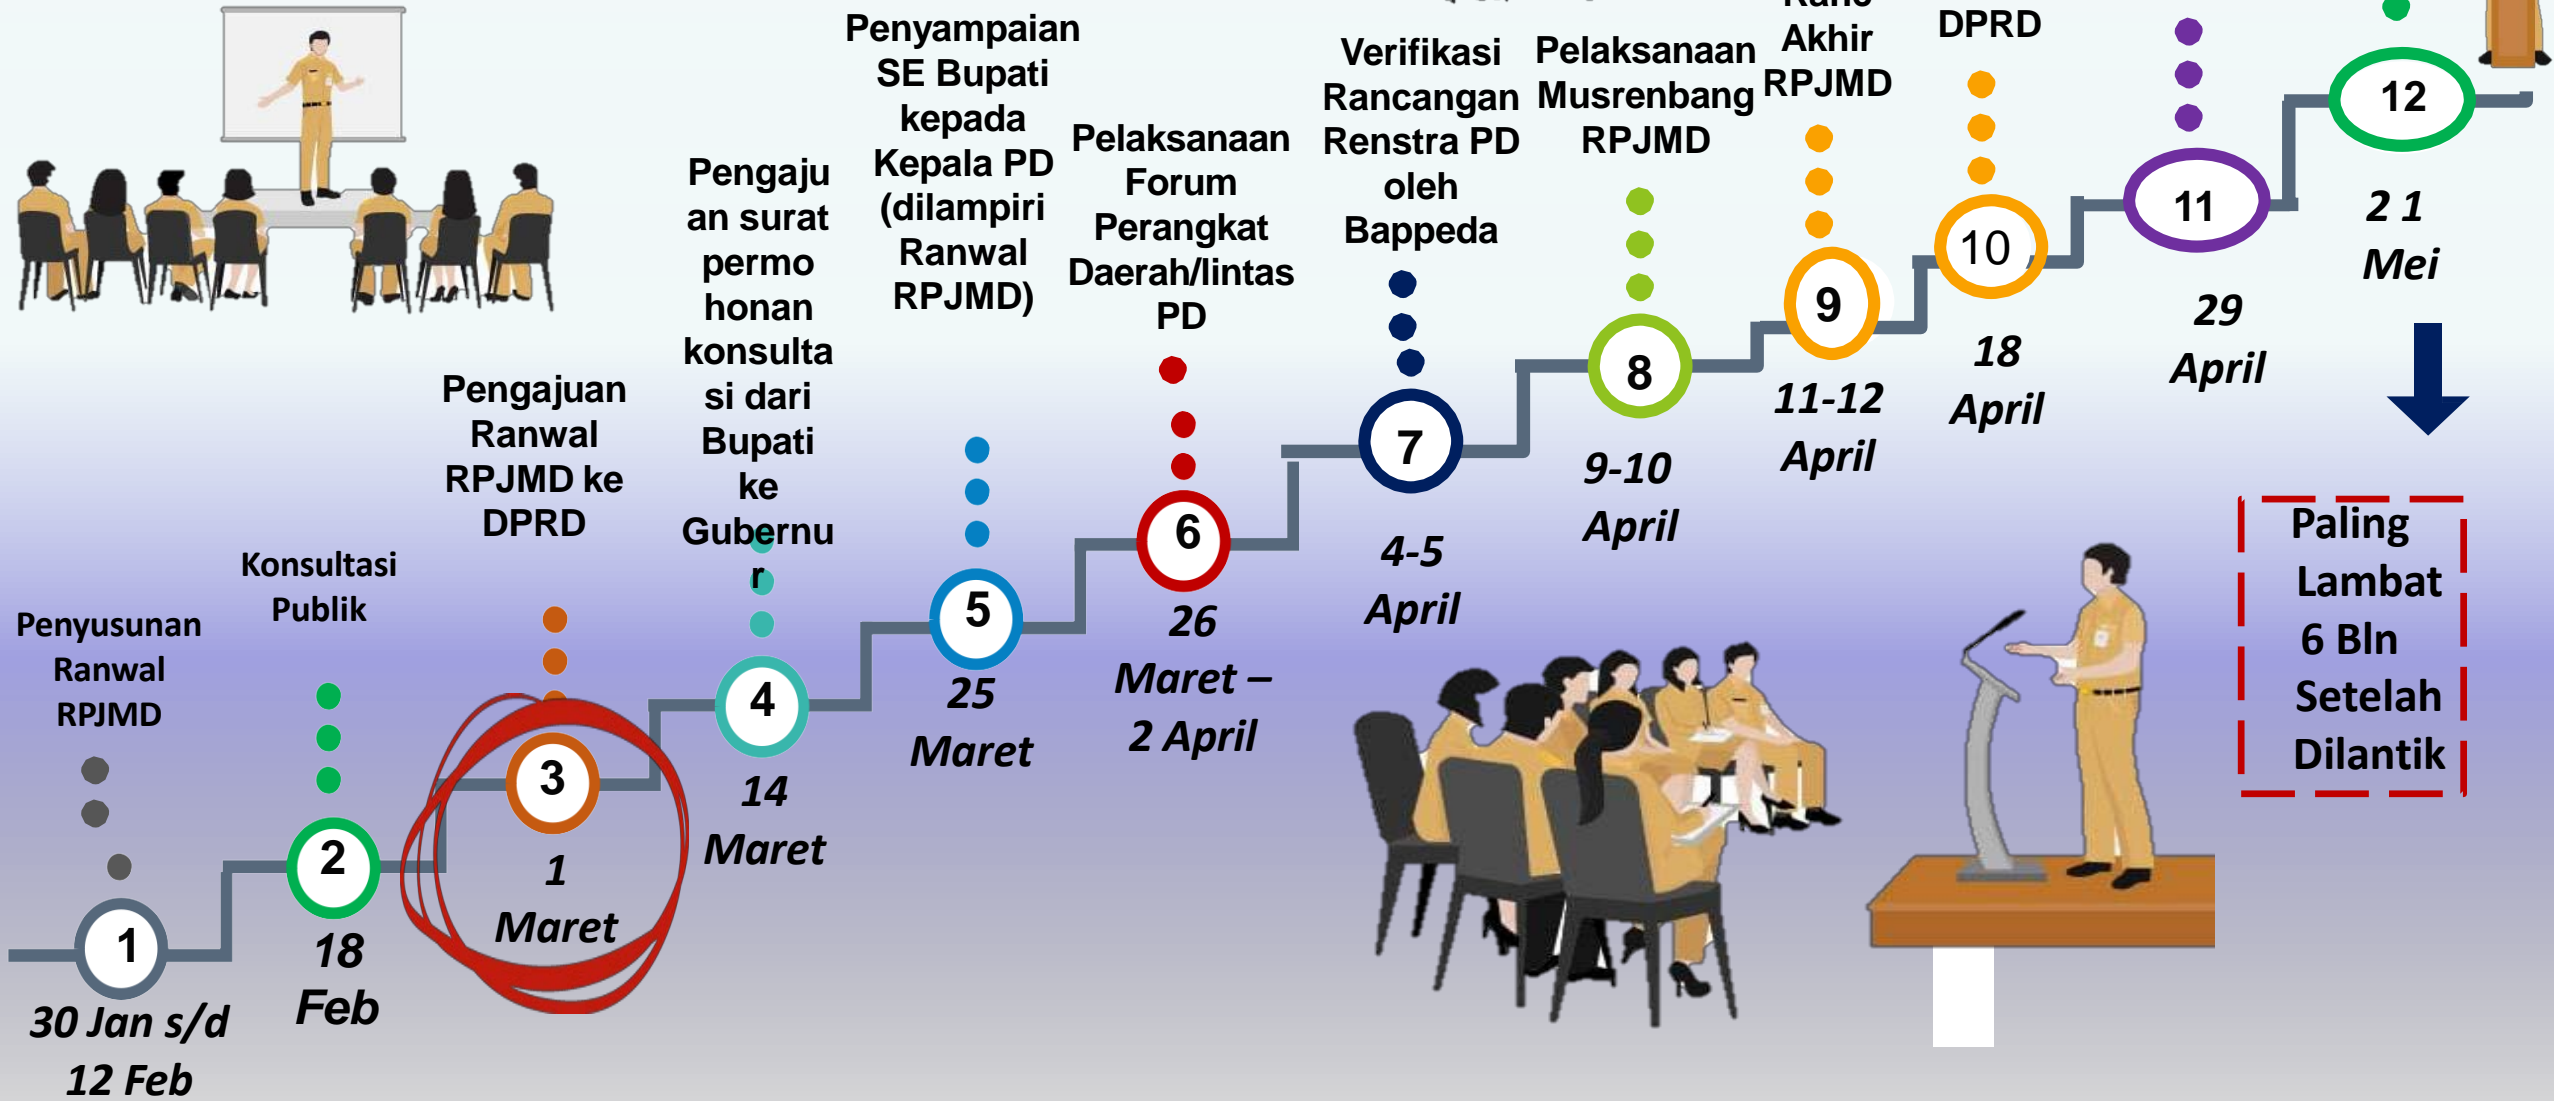 Penyusunan
Ranwal
RPJMD
1
30 Jan s/d
12 Feb
Konsultasi
Publik
2
18
Feb
Pengajuan
Ranwal
RPJMD ke
DPRD
3
1
Maret
Pengaju
an surat
permo
honan
konsulta
si dari
Bupati
ke
Gubernu
r
4
14
Maret
Penyampaian
SE Bupati
kepada
Kepala PD
(dilampiri
Ranwal
RPJMD)
5
25
Maret
Pelaksanaan
Forum
Perangkat
Daerah/lintas
PD
6
26
Maret –
2 April
Verifikasi
Rancangan
Renstra PD
oleh
Bappeda
7
4-5
April
Pelaksanaan
Musrenbang
RPJMD
8
9-10
April
Akhir
RPJMD
9
11-12
April
DPRD
10
18
April
11
29
April
12
2 1
Mei
Paling
Lambat
6 Bln
Setelah
Dilantik